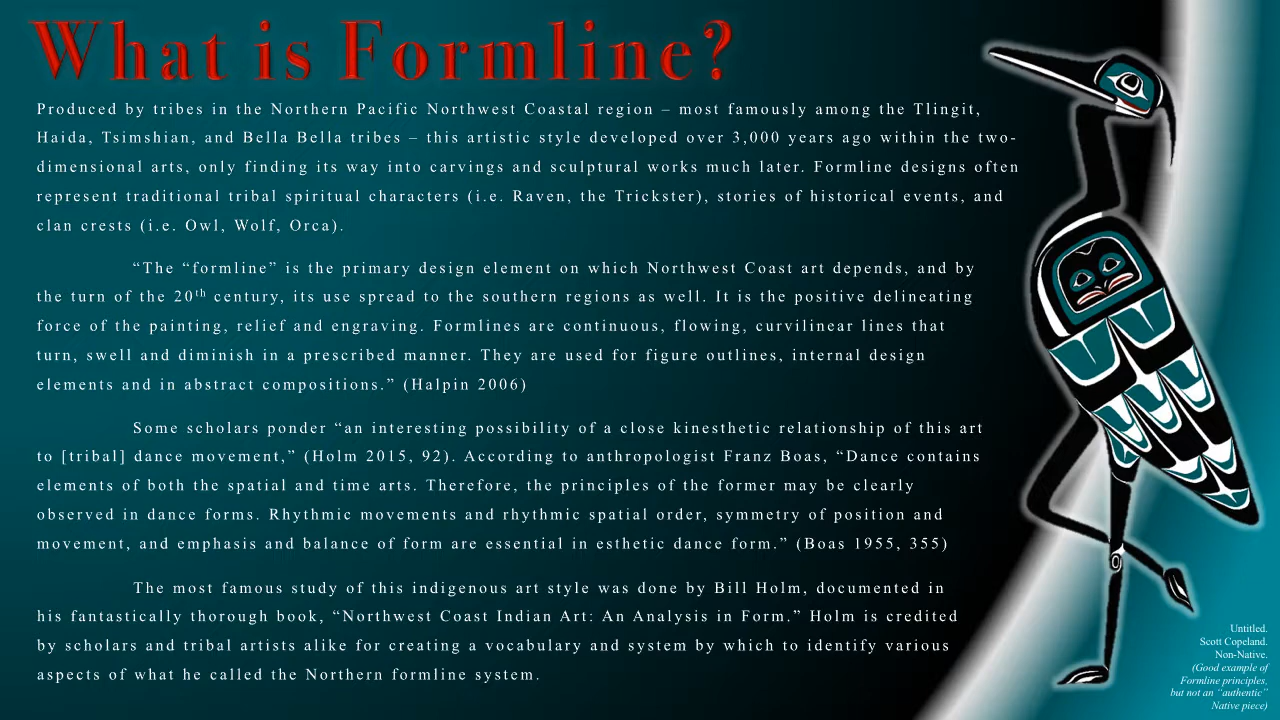 What is Formline?
Produced by tribes in the Northern Pacific Northwest Coastal region – most famously among the Tlingit,
Haida, Tsimshian, and Bella Bella tribes – this artistic style developed over 3,000 years ago within the two-
dimensional arts, only finding its way into carvings and sculptural works much later. Formline designs often
represent traditional tribal spiritual characters (i.e. Raven, the Trickster), stories of historical events, and
clan crests (i.e. Owl, Wolf, Orca).
“The “formline” is the primary design element on which Northwest Coast art depends, and by
the turn of the 20th century, its use spread to the southern regions as well. It is the positive delineating
force of the painting, relief and engraving. Formlines are continuous, flowing, curvilinear lines that
turn, swell and diminish in a prescribed manner. They are used for figure outlines, internal design
elements and in abstract compositions.” (Halpin 2006)
Some scholars ponder “an interesting possibility of a close kinesthetic relationship of this art
to [tribal] dance movement,” (Holm 2015, 92). According to anthropologist Franz Boas, “Dance contains
elements of both the spatial and time arts. Therefore, the principles of the former may be clearly
observed in dance forms. Rhythmic movements and rhythmic spatial order, symmetry of position and
movement, and emphasis and balance of form are essential in esthetic dance form.” (Boas 1955, 355)
The most famous study of this indigenous art style was done by Bill Holm, documented in
his fantastically thorough book, “Northwest Coast Indian Art: An Analysis in Form.” Holm is credited
by scholars and tribal artists alike for creating a vocabulary and system by which to identify various
aspects of what he called the Northern formline system.
Untitled.
Scott Copeland.
Non-Native.
(Good example of
Formline principles,
but not an “authentic”
Native piece)